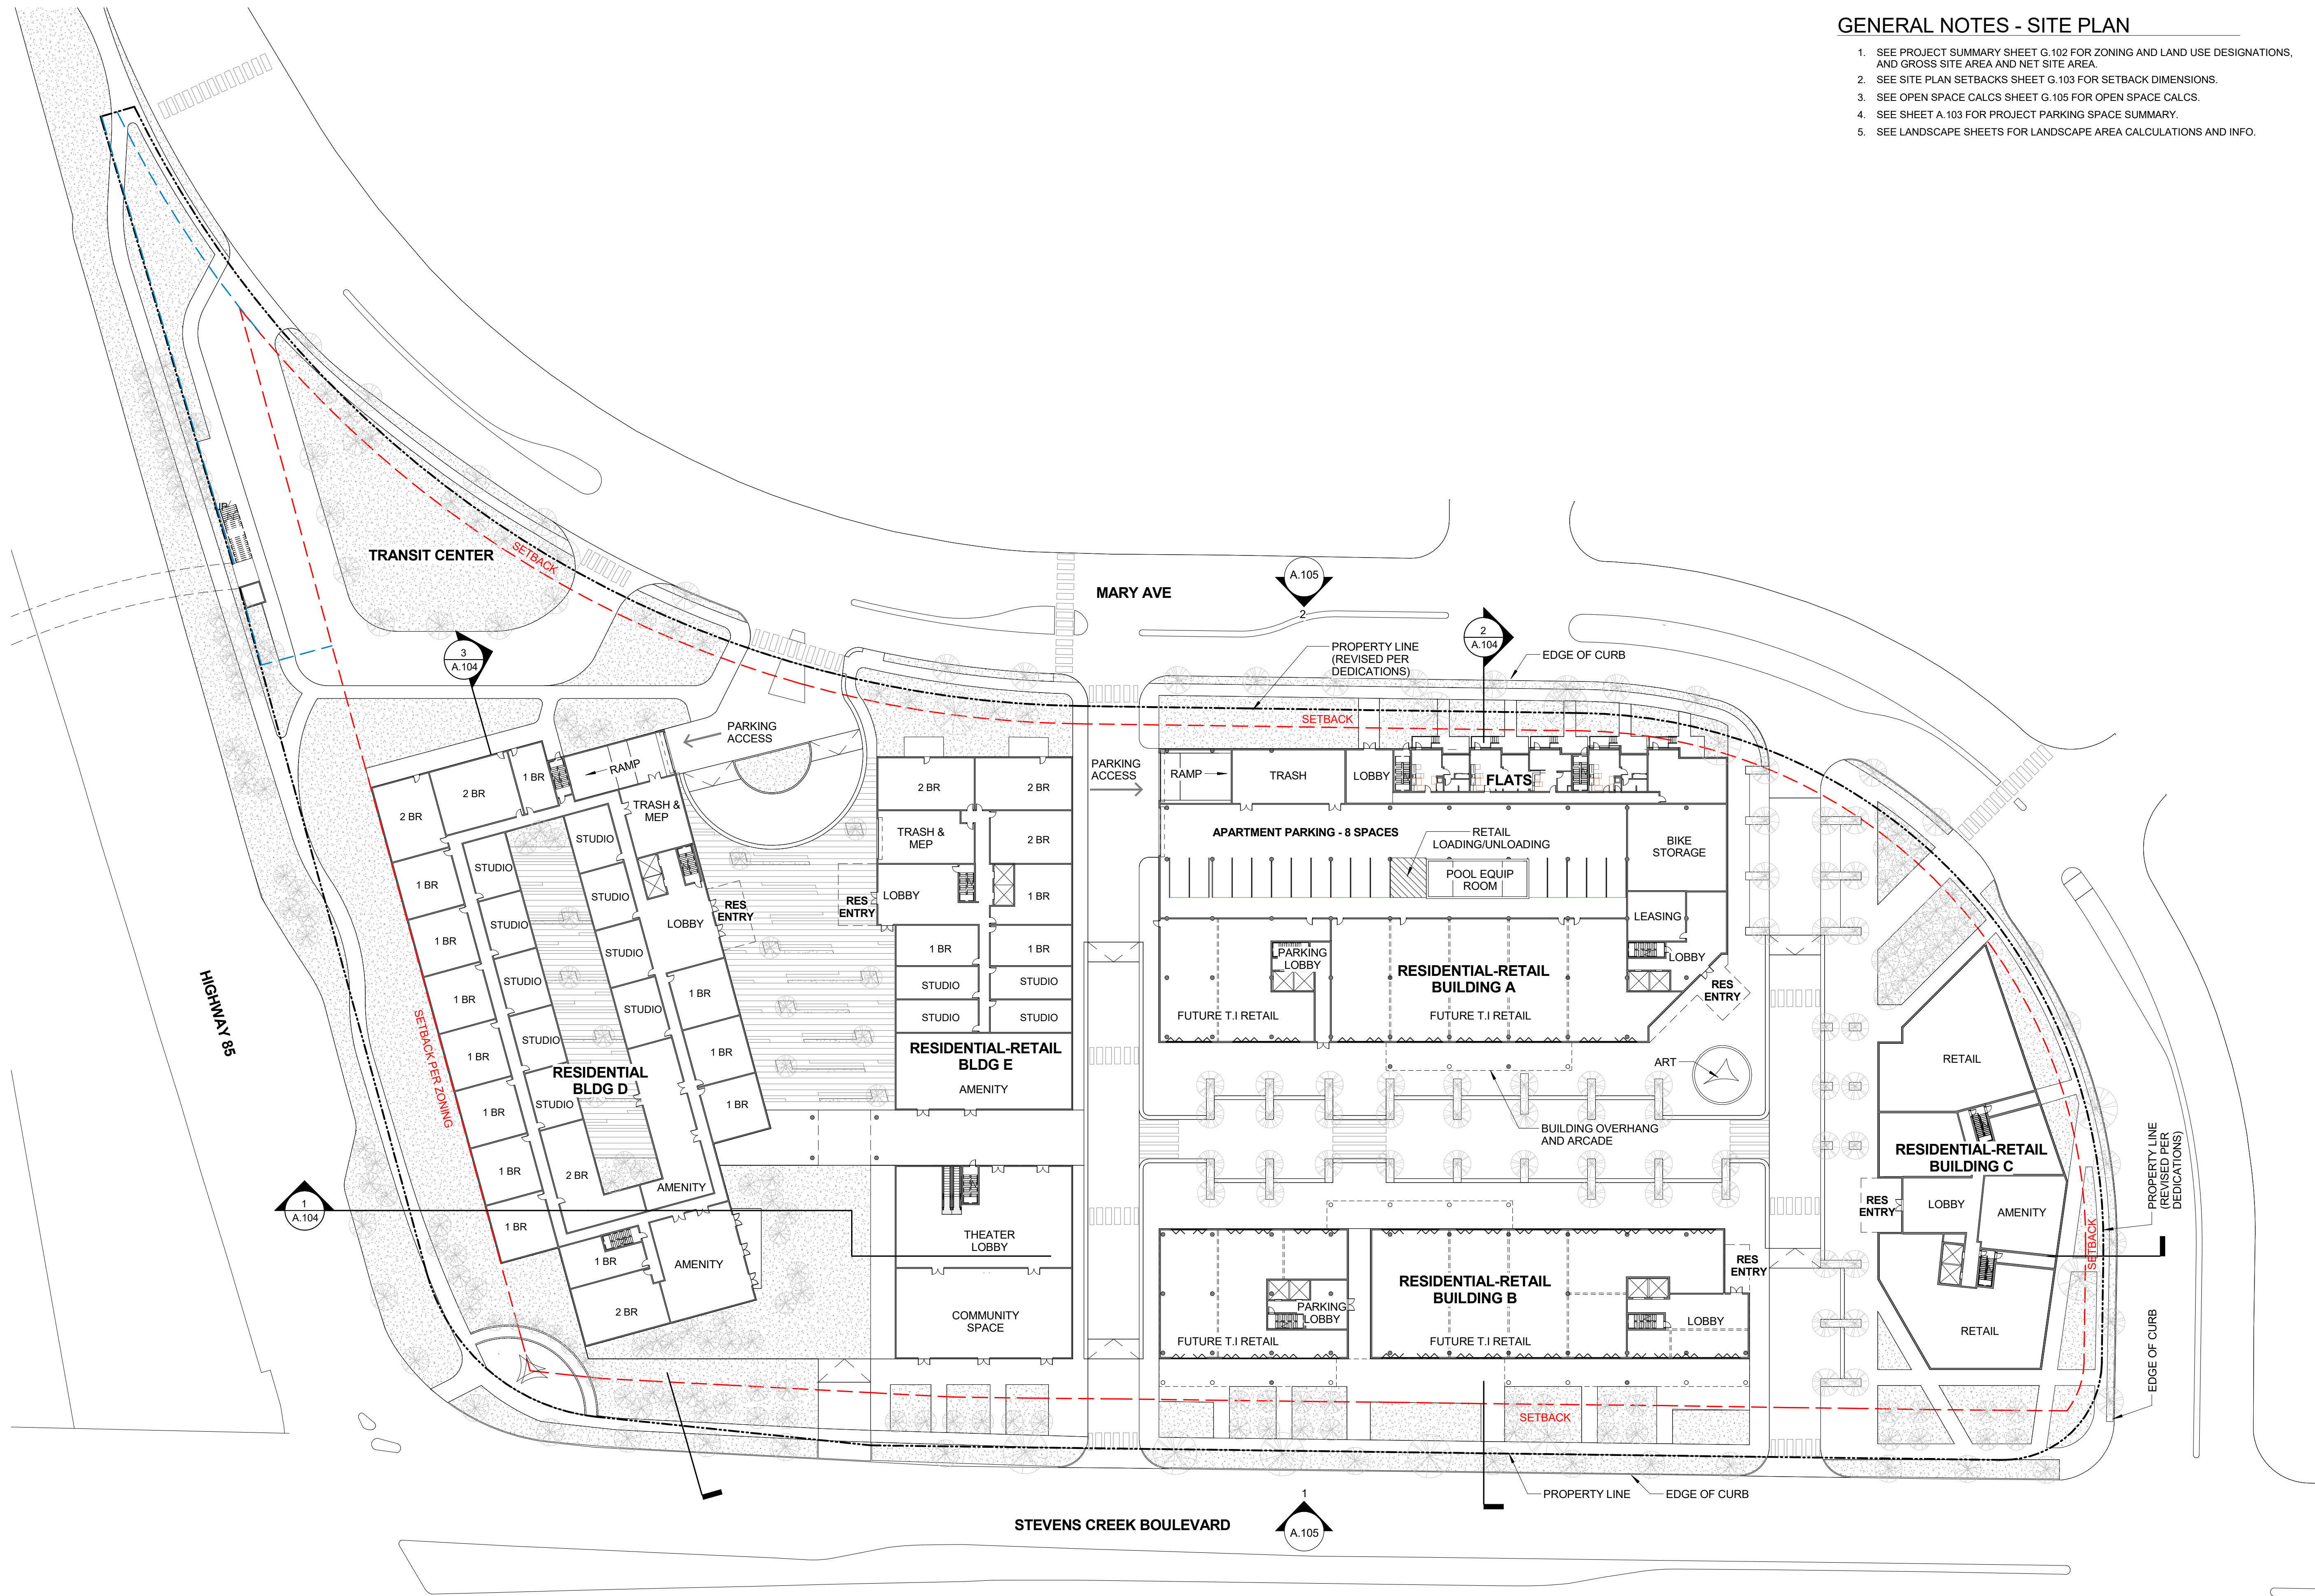 GENERAL NOTES - SITE PLAN
1. SEE PROJECT SUMMARY SHEET G.102 FOR ZONING AND LAND USE DESIGNATIONS,
AND GROSS SITE AREA AND NET SITE AREA.
2. SEE SITE PLAN SETBACKS SHEET G.103 FOR SETBACK DIMENSIONS.
3. SEE OPEN SPACE CALCS SHEET G.105 FOR OPEN SPACE CALCS.
4. SEE SHEET A.103 FOR PROJECT PARKING SPACE SUMMARY.
5. SEE LANDSCAPE SHEETS FOR LANDSCAPE AREA CALCULATIONS AND INFO.
TRANSIT CENTER
SETBACK
MARY AVE
A.105
2
2
A.104
3
A.104
PROPERTY LINE
(REVISED PER
DEDICATIONS)
EDGE OF CURB
SETBACK
PARKING
ACCESS
PARKING
ACCESS
RAMP
TRASH
LOBBY
FLATS
RAMP
1 BR
2 BR
2 BR
TRASH &
MEP
2 BR
2 BR
2 BR
TRASH &
MEP
APARTMENT PARKING - 8 SPACES
RETAIL
LOADING/UNLOADING
POOL EQUIP
ROOM
BIKE
STORAGE
STUDIO
STUDIO
STUDIO
STUDIO
STUDIO
STUDIO
STUDIO
STUDIO
STUDIO
1 BR
1 BR
1 BR
1 BR
1 BR
1 BR
1 BR
LOBBY
RES
ENTRY
RES
ENTRY
LOBBY
1 BR
1 BR
1 BR
STUDIO
STUDIO
STUDIO
STUDIO
1 BR
1 BR
1 BR
LEASING
LOBBY
PARKING
LOBBY
RESIDENTIAL-RETAIL
BUILDING A
RES
ENTRY
FUTURE T.I RETAIL
FUTURE T.I RETAIL
HIGHWAY 85
SETBACK PER ZONING
RESIDENTIAL
BLDG D
RESIDENTIAL-RETAIL
BLDG E
AMENITY
ART
RETAIL
BUILDING OVERHANG
AND ARCADE
RESIDENTIAL-RETAIL
BUILDING C
PROPERTY LINE
(REVISED PER
DEDICATIONS)
2 BR
AMENITY
1
A.104
RES
ENTRY
LOBBY
AMENITY
SETBACK
THEATER
LOBBY
1 BR
AMENITY
2 BR
COMMUNITY
SPACE
RESIDENTIAL-RETAIL
BUILDING B
RES
ENTRY
PARKING
LOBBY
LOBBY
FUTURE T.I RETAIL
FUTURE T.I RETAIL
RETAIL
EDGE OF CURB
SETBACK
PROPERTY LINE
EDGE OF CURB
STEVENS CREEK BOULEVARD
1
A.105